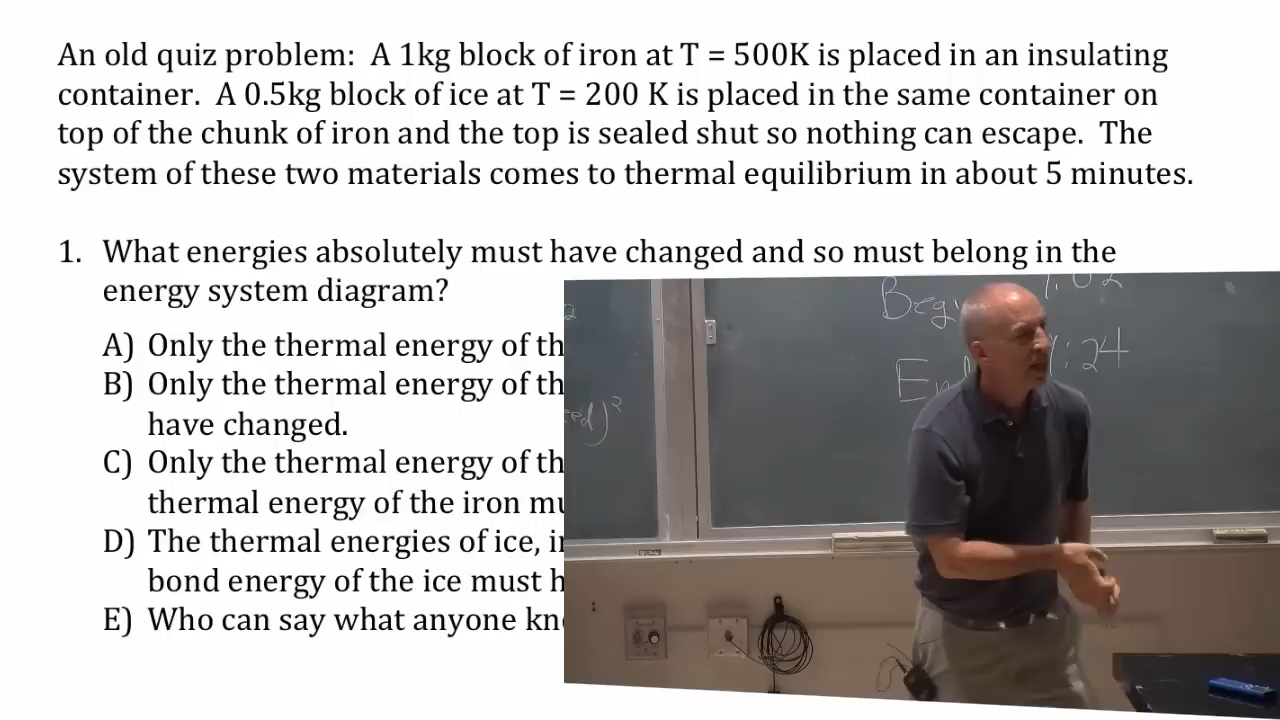 An old quiz problem: A 1kg block of iron at T = 500K is placed in an insulating
container. A 0.5kg block of ice at T = 200 K is placed in the same container on
top of the chunk of iron and the top is sealed shut so nothing can escape. The
system of these two materials comes to thermal equilibrium in about 5 minutes.
1. What energies absolutely must have changed and so must belong in the
energy system diagram?
A) Only the thermal energy of th
B) Only the thermal energy of th
have changed.
C) Only the thermal energy of th
thermal energy of the iron mu
D) The thermal energies of ice, i
bond energy of the ice must h
E) Who can say what anyone kn
Beg
En
:24